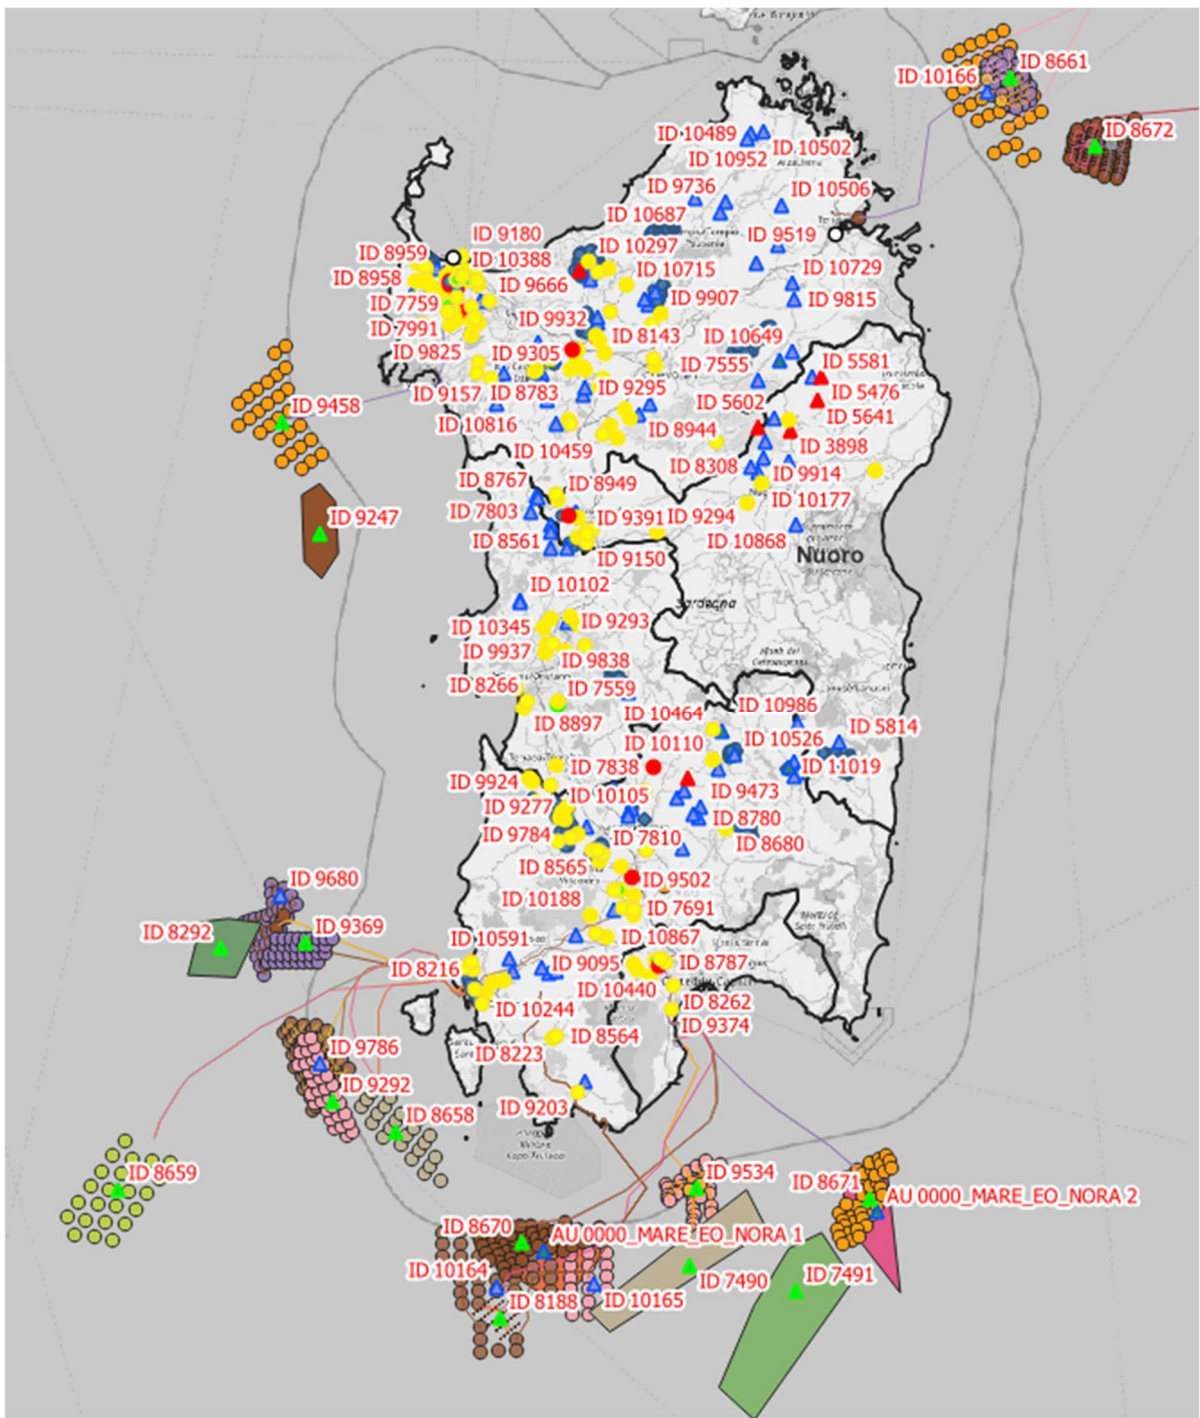 ID 8661
ID 10166
ID 8672
ID 10489
ID 10502
ID 10952
ID 9736
ID 10506
ID 10687
ID 9519
ID 9180
ID 8959
ID 10297
ID 10388
ID 10715
ID 10729
ID 8958
ID 9666
ID 9907
ID 9815
ID 7759
ID 9932
ID 7991
ID 8143
ID 10649
ID 9825
ID 9305
ID 7555
ID 5581
ID 9157
ID 8783
ID 9295
ID 5476
ID 5602
ID 9458
ID 5641
ID 10816
ID 8944
ID 3898
ID 10459
ID 8308
ID 9914
ID 8767
ID 8949
ID 10177
ID 7803
ID 9391
ID 9294
ID 9247
ID 8561
ID 10868
ID 9150
Nuoro
ID 10102
Sardegna
ID 10345
ID 9293
ID 9937
ID 9838
ID 8266
ID 7559
ID 10986
ID 8897
ID 10464
ID 5814
ID 10110
ID 10526
ID 7838
ID 11019
ID 9924
ID 9473
ID 9277
ID 10105
ID 8780
ID 9784
ID 7810
ID 8680
ID 8565
ID 9680
ID 9502
ID 10188
ID 7691
ID 8292
ID 9369
ID 10591
ID 10867
ID 8216
ID 9095
ID 8787
ID 10440
ID 10244
ID 8262
ID 9374
ID 9786
ID 8223
ID 8564
ID 9292
ID 8658
ID 9203
ID 8659
ID 9534
ID 8671
AU 0000_MARE_EO_NORA 2
ID 8670
AU 0000_MARE_EO_NORA 1
ID 10164
ID 7490
ID 7491
ID 8188
ID 10165